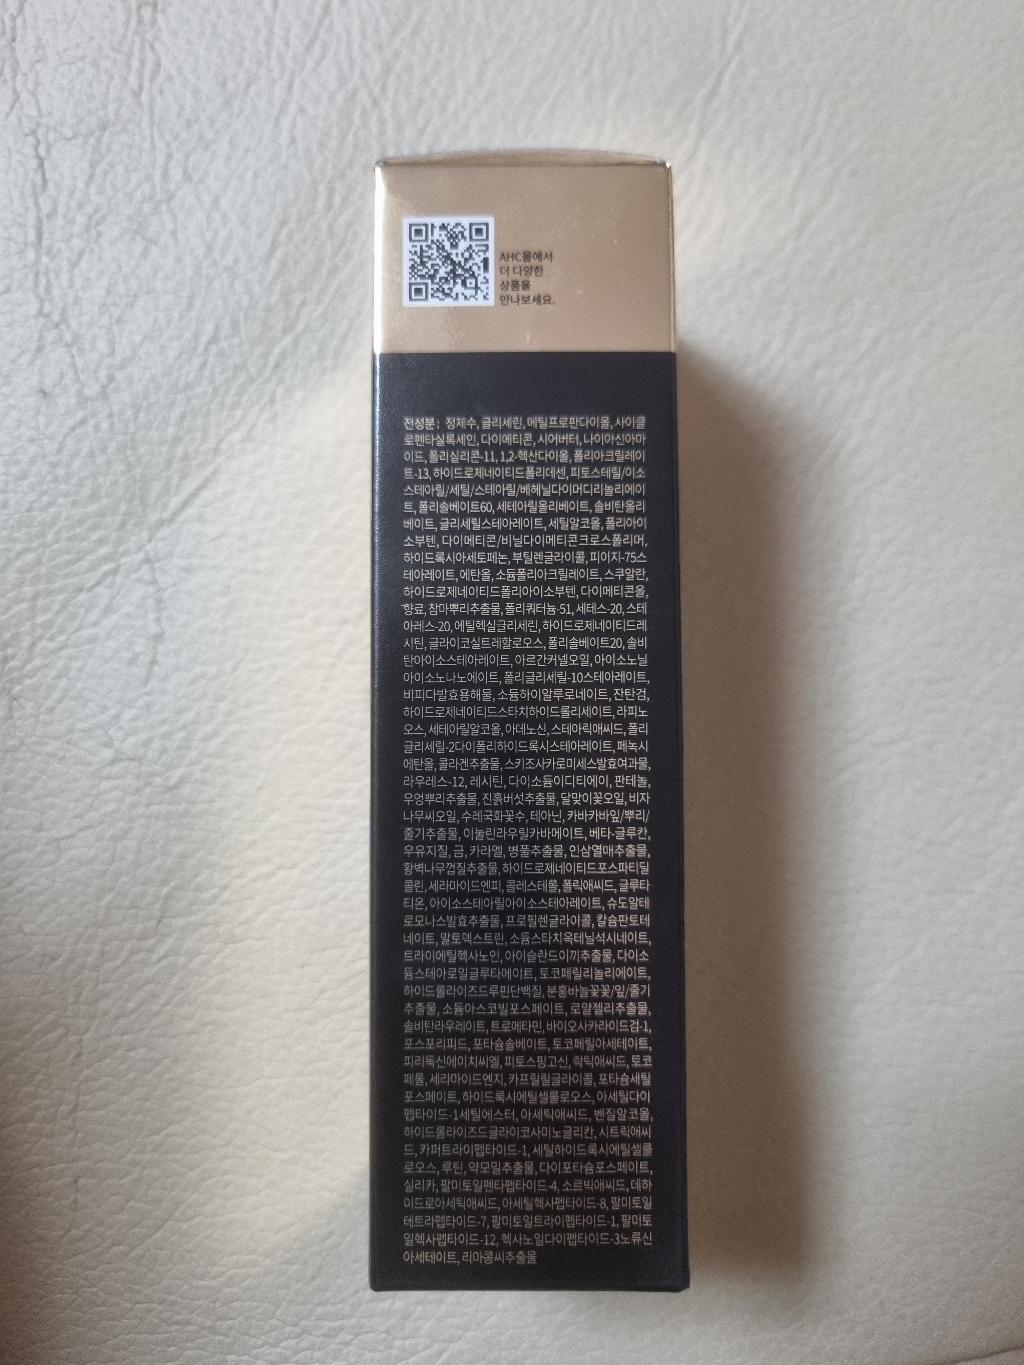 AHC몰에서
더 다양한
상품을
만나보세요.
전성분 : 정제수, 글리세린, 메틸프로판다이올, 사이클
로펜타실록세인, 다이메티콘, 시어버터, 나이아신아마
이드, 폴리실리콘-11, 1,2-헥산다이올, 폴리아크릴레이
트-13, 하이드로제네이티드폴리데센, 피토스테릴/이소
스테아릴/세틸/스테아릴/베헤닐다이머디리놀리에이
트, 폴리솔베이트60, 세테아릴올리베이트, 솔비탄올리
베이트, 글리세릴스테아레이트, 세틸알코올, 폴리아이
소부텐, 다이메티콘/비닐다이메티콘크로스폴리머,
하이드록시아세토페논, 부틸렌글라이콜, 피이지-75스
테아레이트, 에탄올, 소듐폴리아크릴레이트, 스쿠알란,
하이드로제네이티드폴리아이소부텐, 다이메티콘올,
향료, 참마뿌리추출물, 폴리쿼터늄-51, 세테스-20, 스테
아레스-20, 에틸헥실글리세린, 하이드로제네이티드레
시틴, 글라이코실트레할로오스, 폴리솔베이트20, 솔비
탄아이소스테아레이트, 아르간커넬오일, 아이소노닐
아이소노나노에이트, 폴리글리세릴-10스테아레이트,
비피다발효용해물, 소듐하이알루로네이트, 잔탄검,
하이드로제네이티드스타치하이드롤리세이트, 라피노
오스, 세테아릴알코올, 아데노신, 스테아릭애씨드, 폴리
글리세릴-2다이폴리하이드록시스테아레이트, 페녹시
에탄올, 콜라겐추출물, 스키조사카로미세스발효여과물,
라우레스-12, 레시틴, 다이소듐이디티에이, 판테놀,
우엉뿌리추출물, 진흙버섯추출물, 달맞이꽃오일, 비자
나무씨오일, 수레국화꽃수, 테아닌, 카바카바잎/뿌리/
줄기추출물, 이눌린라우릴카바메이트, 베타-글루칸,
우유지질, 금, 카라멜, 병풀추출물, 인삼열매추출물,
황벽나무껍질추출물, 하이드로제네이티드포스파티딜
콜린, 세라마이드엔피, 콜레스테롤, 폴릭애씨드, 글루타
티온, 아이소스테아릴아이소스테아레이트, 슈도알테
로모나스발효추출물, 프로필렌글라이콜, 칼슘판토테
네이트, 말토덱스트린, 소듐스타치옥테닐석시네이트,
트라이에틸헥사노인, 아이슬란드이끼추출물, 다이소
듐스테아로일글루타메이트, 토코페릴리놀리에이트,
하이드롤라이즈드루핀단백질, 분홍바늘꽃꽃/잎/줄기
추출물, 소듐아스코빌포스페이트, 로얄젤리추출물,
솔비탄라우레이트, 트로메타민, 바이오사카라이드검-1,
포스포리피드, 포타슘솔베이트, 토코페릴아세테이트,
피리독신에이치씨엘, 피토스핑고신, 락틱애씨드, 토코
페롤, 세라마이드엔지, 카프릴릴글라이콜, 포타슘세틸
포스페이트, 하이드록시에틸셀룰로오스, 아세틸다이
펩타이드-1세틸에스터, 아세틱애씨드, 벤질알코올,
하이드롤라이즈드글라이코사미노글리칸, 시트릭애씨
드, 카퍼트라이펩타이드-1, 세틸하이드록시에틸셀룰
로오스, 루틴, 약모밀추출물, 다이포타슘포스페이트,
실리카, 팔미토일펜타펩타이드-4, 소르빅애씨드, 데하
이드로아세틱애씨드, 아세틸헥사펩타이드-8, 팔미토일
테트라펩타이드-7, 팔미토일트라이펩타이드-1, 팔미토
일헥사펩타이드-12, 헥사노일다이펩타이드-3노류신
아세테이트, 리마콩씨추출물